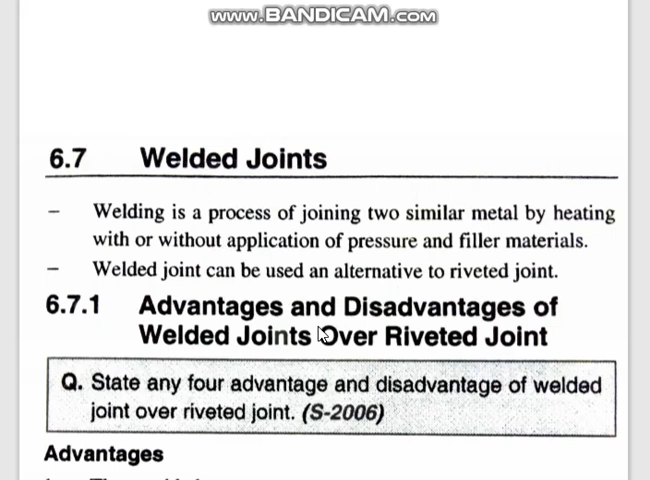 www.BANDICAM.com
6.7 Welded Joints
– Welding is a process of joining two similar metal by heating
with or without application of pressure and filler materials.
– Welded joint can be used an alternative to riveted joint.
6.7.1 Advantages and Disadvantages of
Welded Joints Over Riveted Joint
Q. State any four advantage and disadvantage of welded
joint over riveted joint. (S-2006)
Advantages